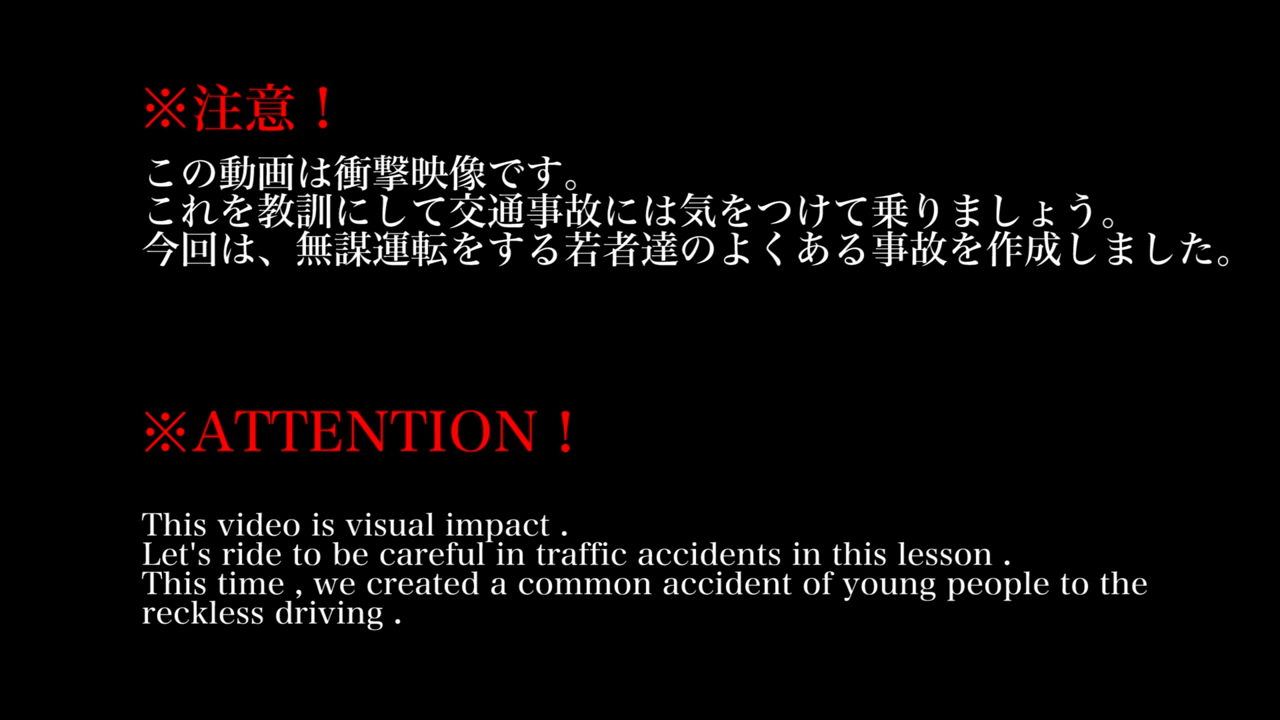 ※注意！
この動画は衝撃映像です。
これを教訓にして交通事故には気をつけて乗りましょう。
今回は、無謀運転をする若者達のよくある事故を作成しました。
※ATTENTION！
This video is visual impact .
Let's ride to be careful in traffic accidents in this lesson .
This time , we created a common accident of young people to the
reckless driving .